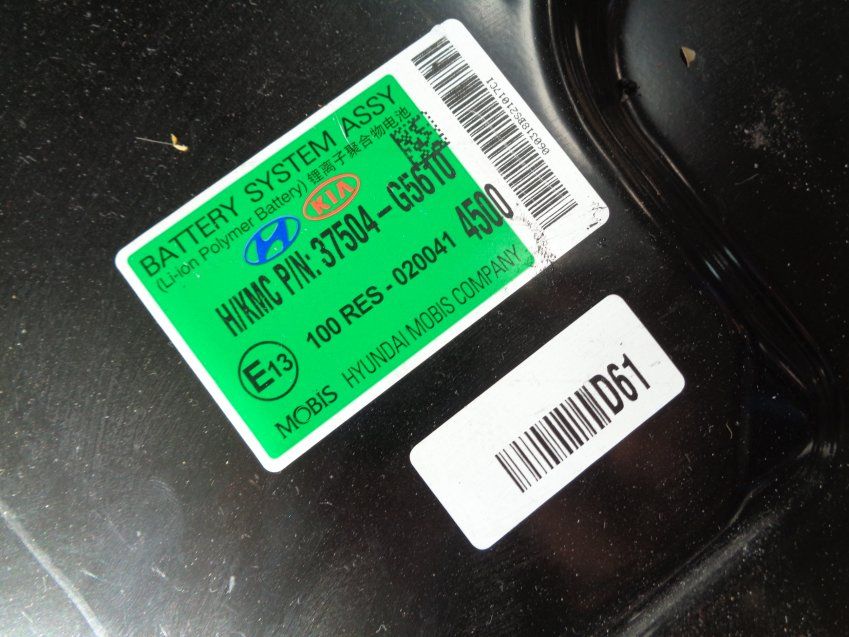 BATTERY SYSTEM ASSY
(Li-ion Polymer Battery) 锂离子聚合物电池
KIA
H/KMC P/N: 37504-G5610
100 RES - 020041 4500
E13
MOBIS HYUNDAI MOBIS COMPANY
D61